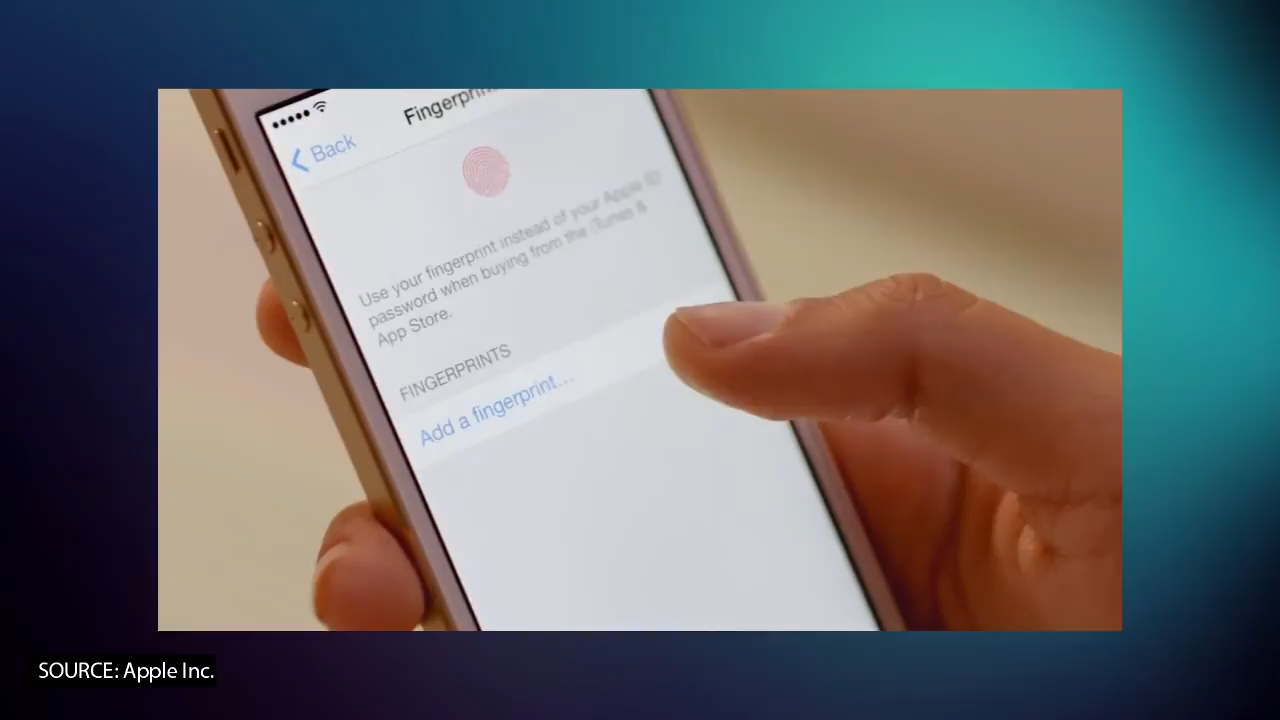 Back
Fingerprint
Use your fingerprint instead of your Apple ID
password when buying from the iTunes &
App Store.
FINGERPRINTS
Add a fingerprint...
SOURCE: Apple Inc.